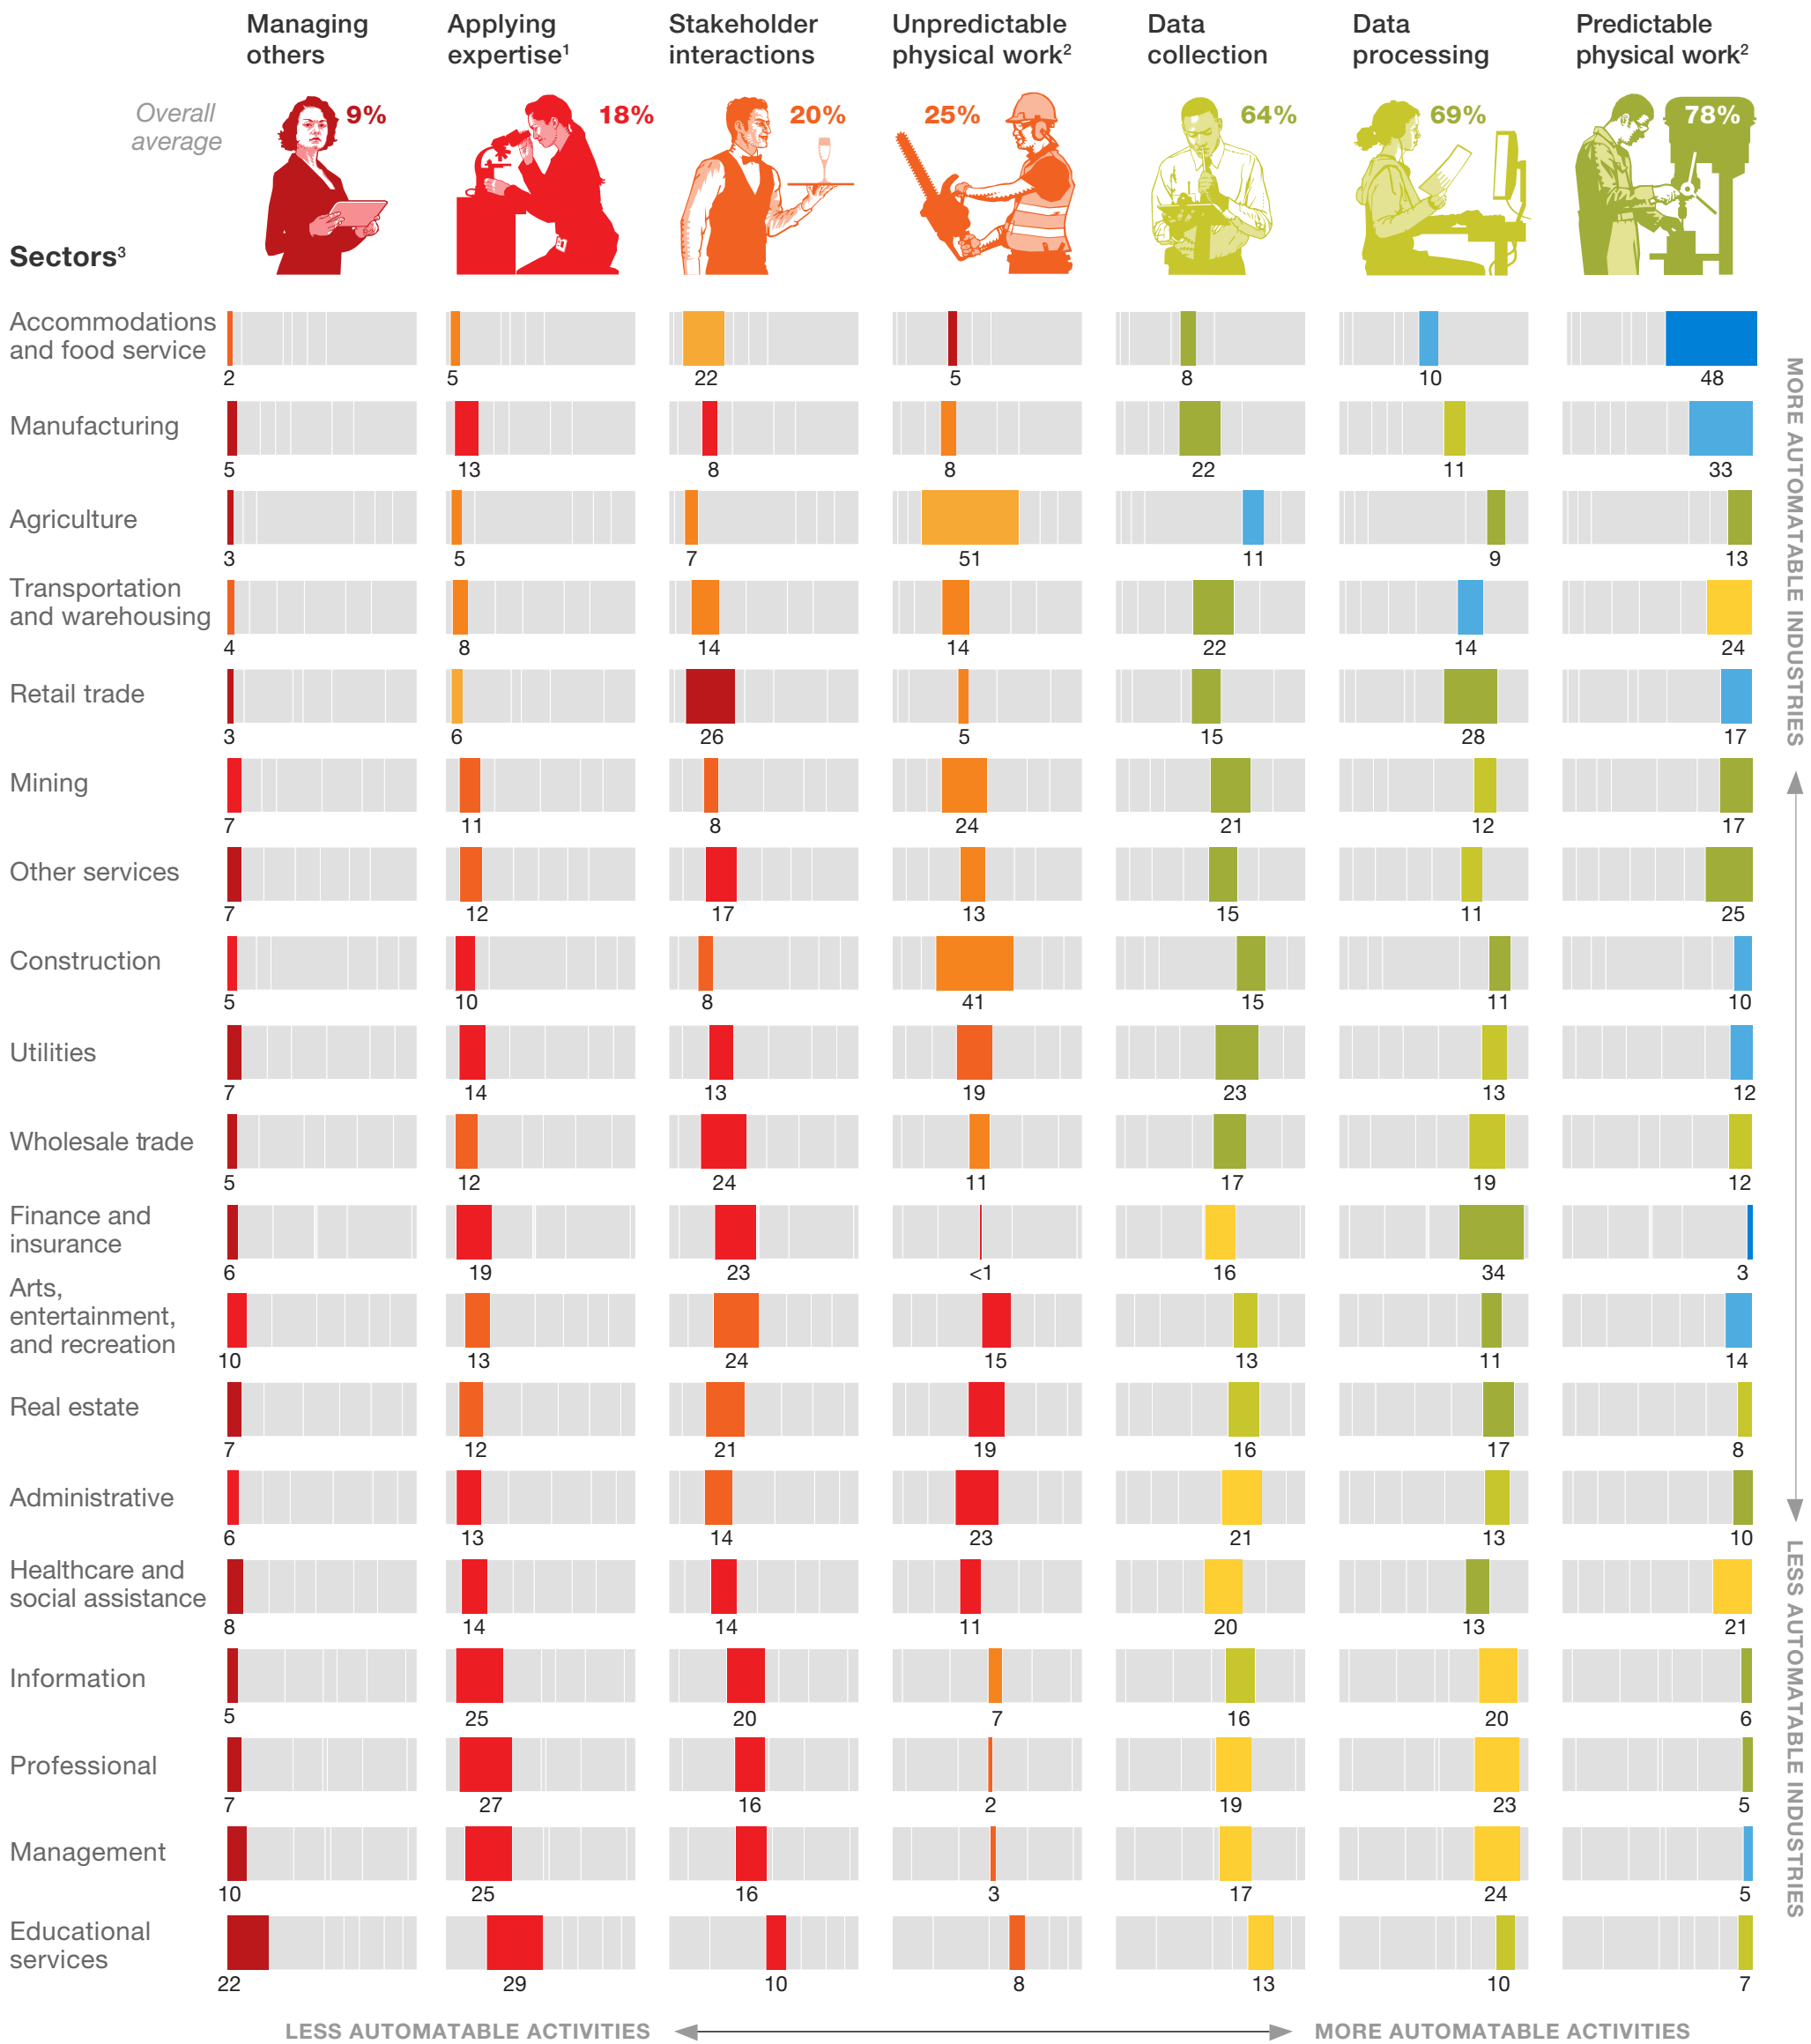 Managing
others
Applying
expertise¹
Stakeholder
interactions
Unpredictable
physical work²
Data
collection
Data
processing
Predictable
physical work²
Overall
average
9%
18%
20%
25%
64%
69%
78%
Sectors³
Accommodations
and food service
2 5 22 5 8 10 48
Manufacturing
5 13 8 8 22 11 33
Agriculture
3 5 7 51 11 9 13
Transportation
and warehousing
4 8 14 14 22 14 24
Retail trade
3 6 26 5 15 28 17
Mining
7 11 8 24 21 12 17
Other services
7 12 17 13 15 11 25
Construction
5 10 8 41 15 11 10
Utilities
7 14 13 19 23 13 12
Wholesale trade
5 12 24 11 17 19 12
Finance and
insurance
6 19 23 <1 16 34 3
Arts,
entertainment,
and recreation
10 13 24 15 13 11 14
Real estate
7 12 21 19 16 17 8
Administrative
6 13 14 23 21 13 10
Healthcare and
social assistance
8 14 14 11 20 13 21
Information
5 25 20 7 16 20 6
Professional
7 27 16 2 19 23 5
Management
10 25 16 3 17 24 5
Educational
services
22 29 10 8 13 10 7
MORE AUTOMATABLE INDUSTRIES
LESS AUTOMATABLE INDUSTRIES
LESS AUTOMATABLE ACTIVITIES
MORE AUTOMATABLE ACTIVITIES